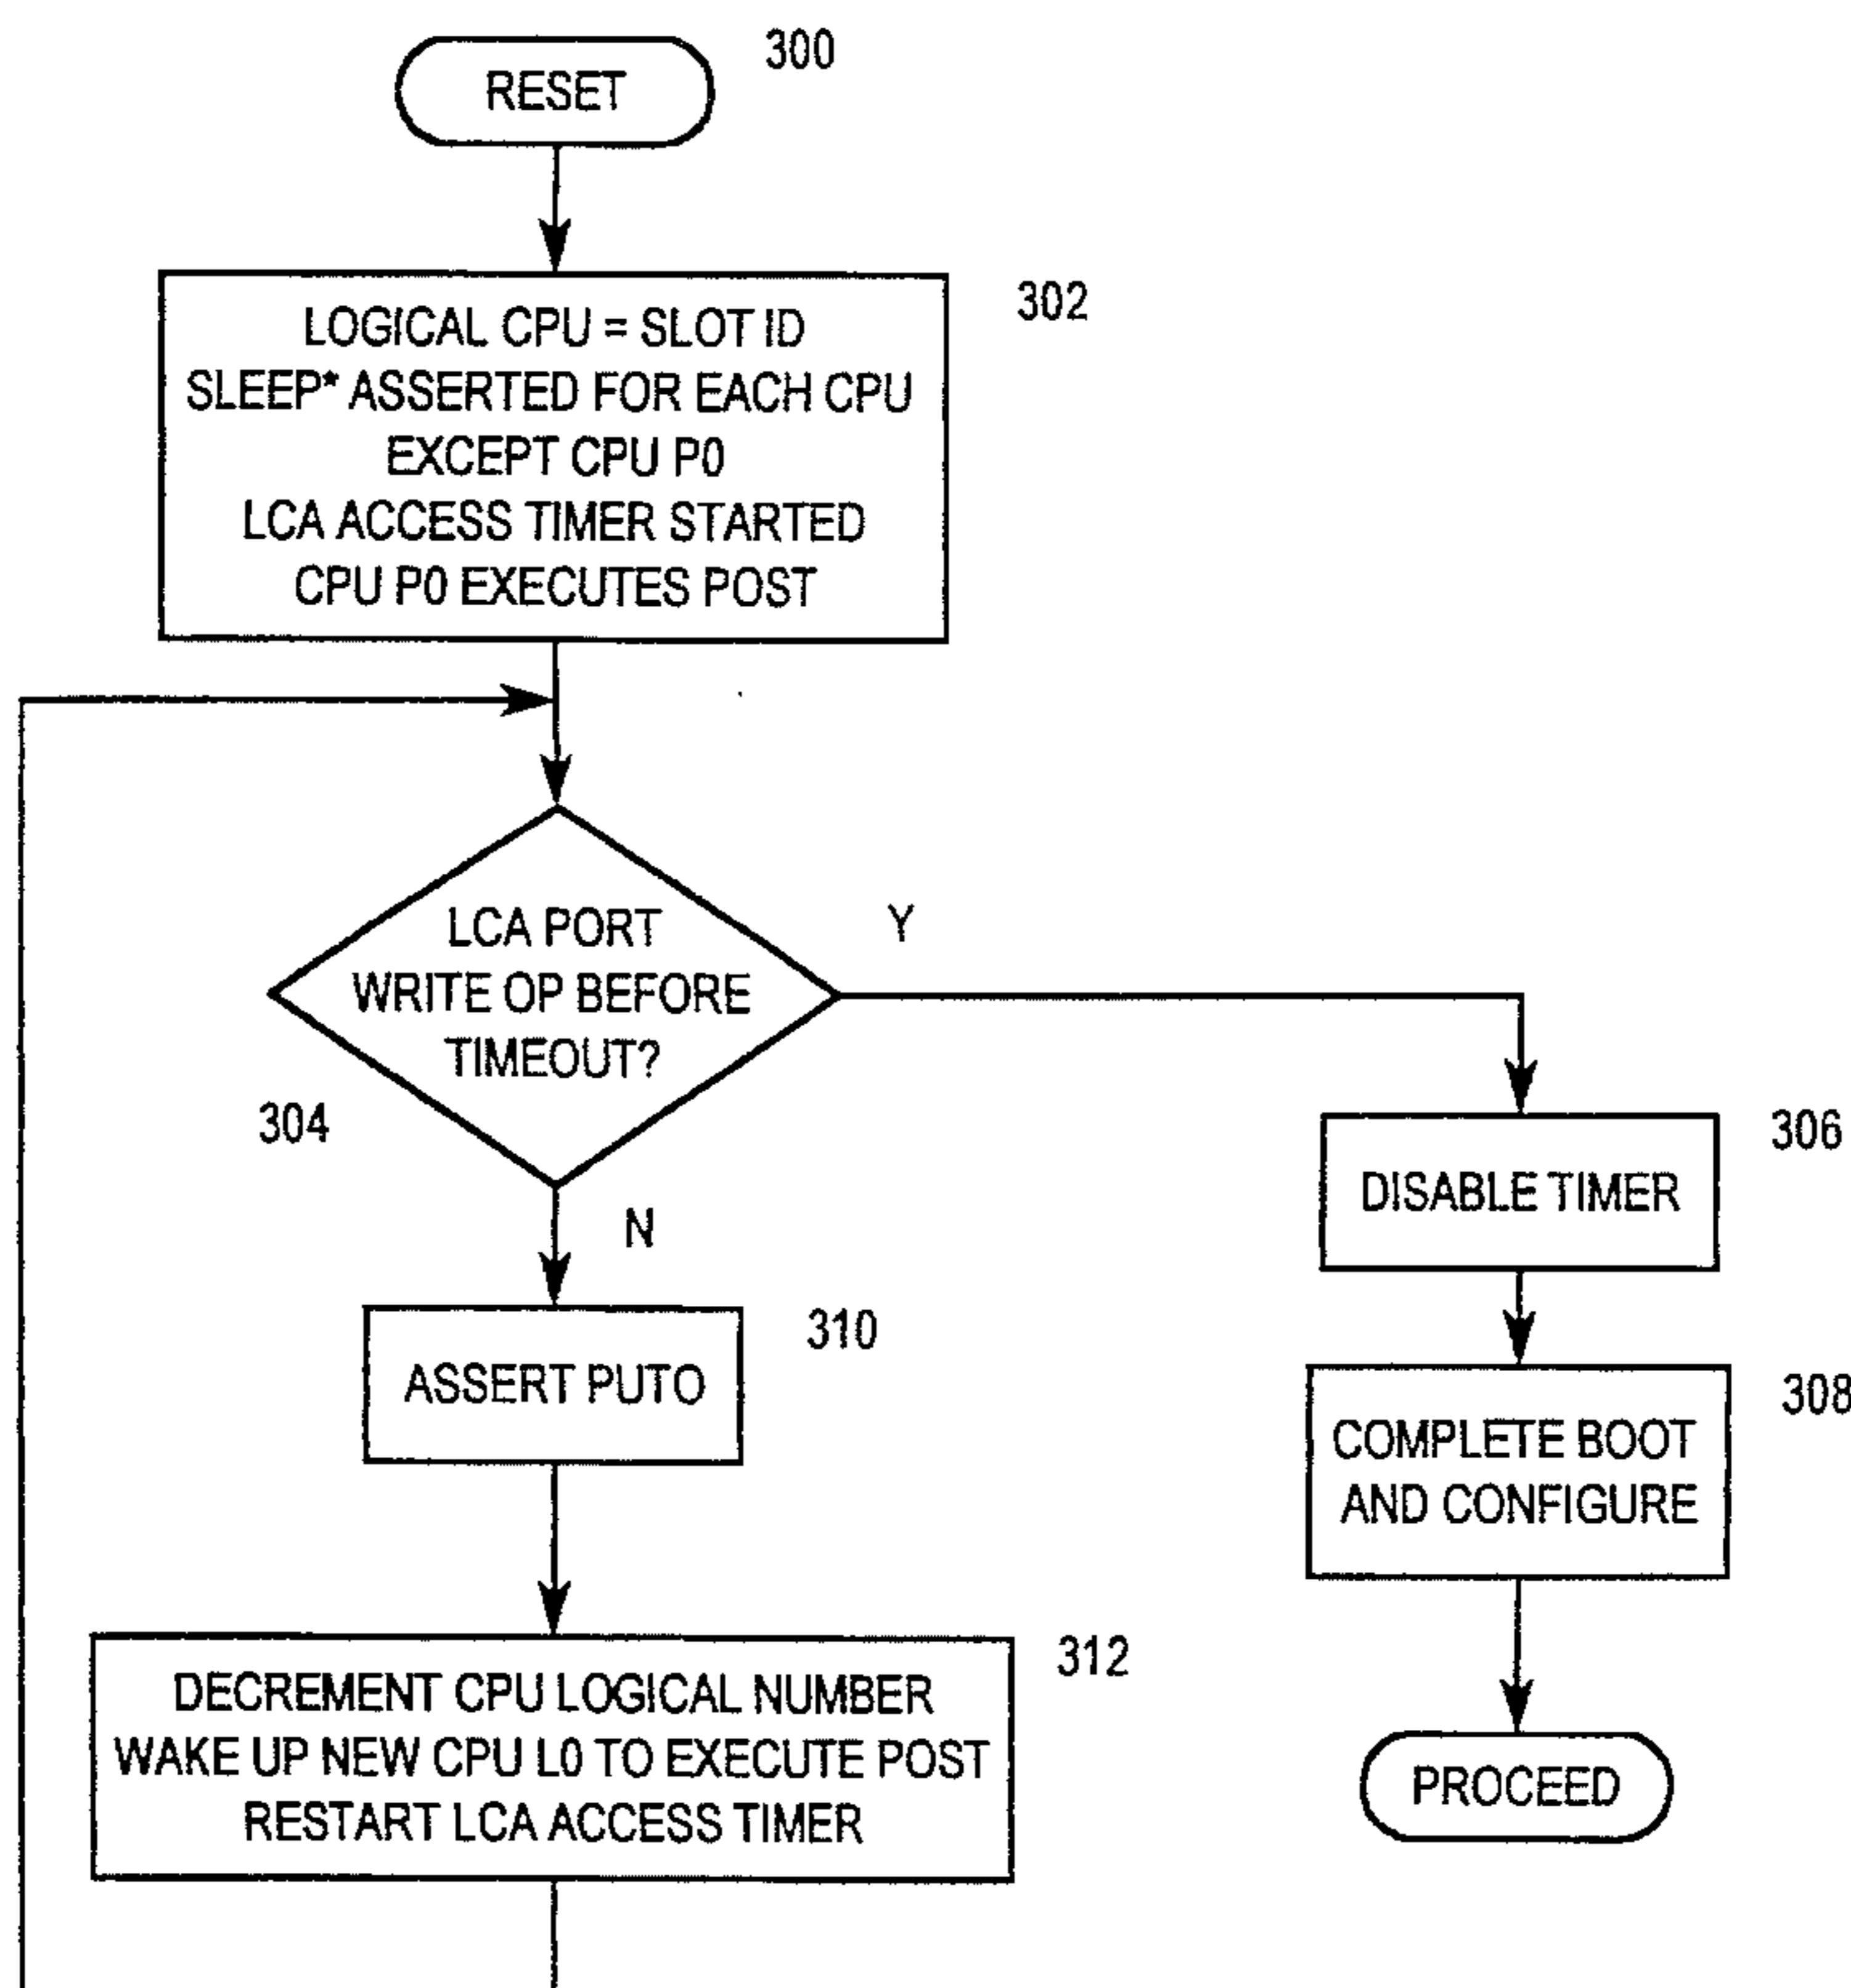 300
RESET
302
LOGICAL CPU = SLOT ID
SLEEP* ASSERTED FOR EACH CPU
EXCEPT CPU P0
LCA ACCESS TIMER STARTED
CPU P0 EXECUTES POST
LCA PORT
WRITE OP BEFORE
TIMEOUT?
304
Y
N
306
DISABLE TIMER
308
COMPLETE BOOT
AND CONFIGURE
PROCEED
310
ASSERT PUTO
312
DECREMENT CPU LOGICAL NUMBER
WAKE UP NEW CPU L0 TO EXECUTE POST
RESTART LCA ACCESS TIMER